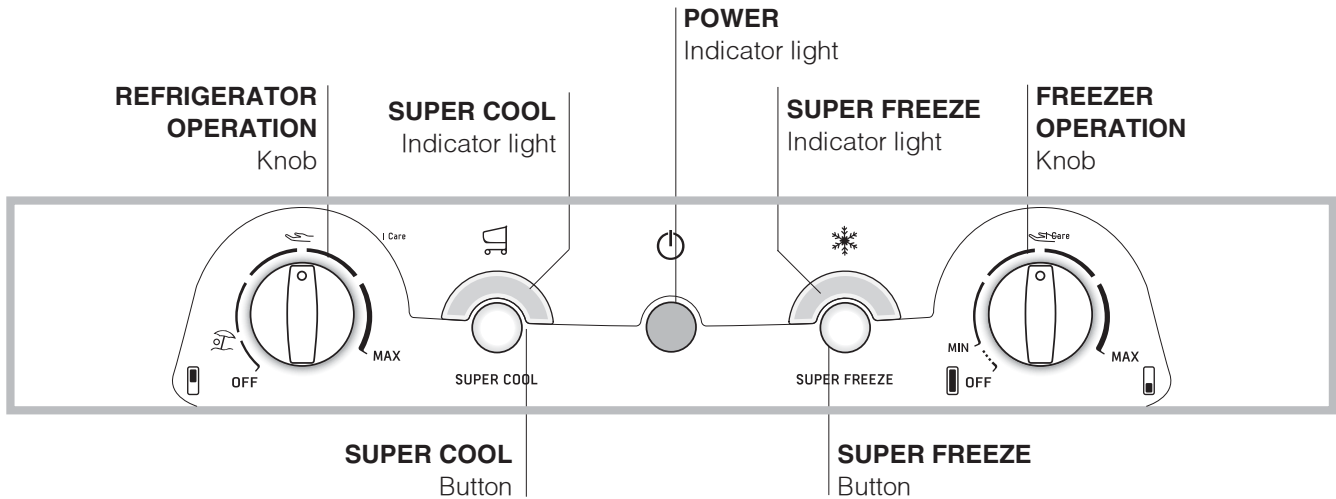 POWER
Indicator light
REFRIGERATOR
OPERATION
Knob
SUPER COOL
Indicator light
SUPER FREEZE
Indicator light
FREEZER
OPERATION
Knob
I Care
I Care
MAX
OFF
SUPER COOL
SUPER FREEZE
MIN
OFF
MAX
SUPER COOL
Button
SUPER FREEZE
Button